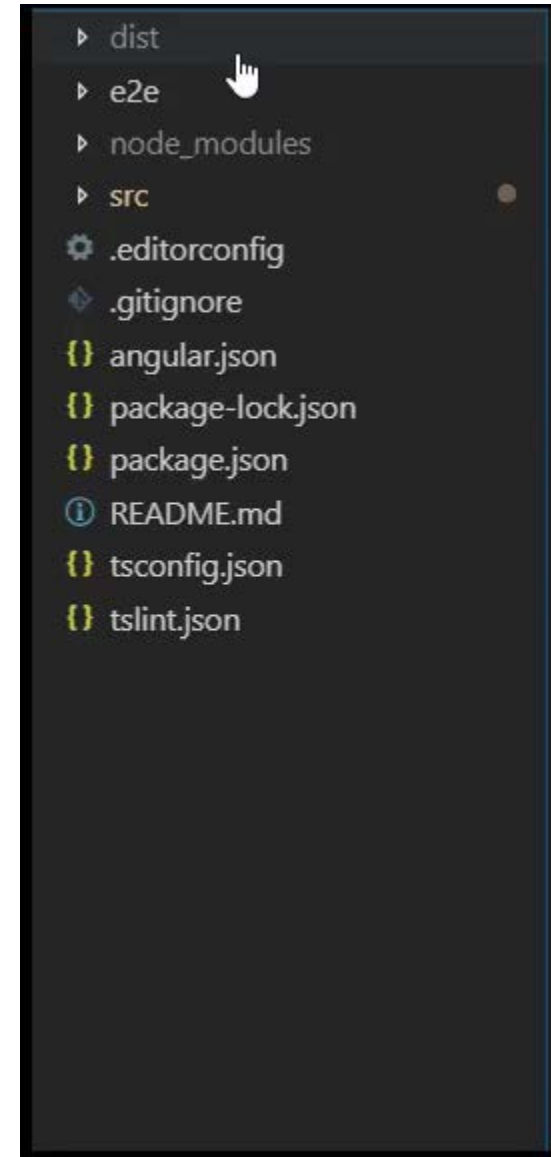 dist
e2e
node_modules
src
.editorconfig
.gitignore
angular.json
package-lock.json
package.json
README.md
tsconfig.json
tslint.json